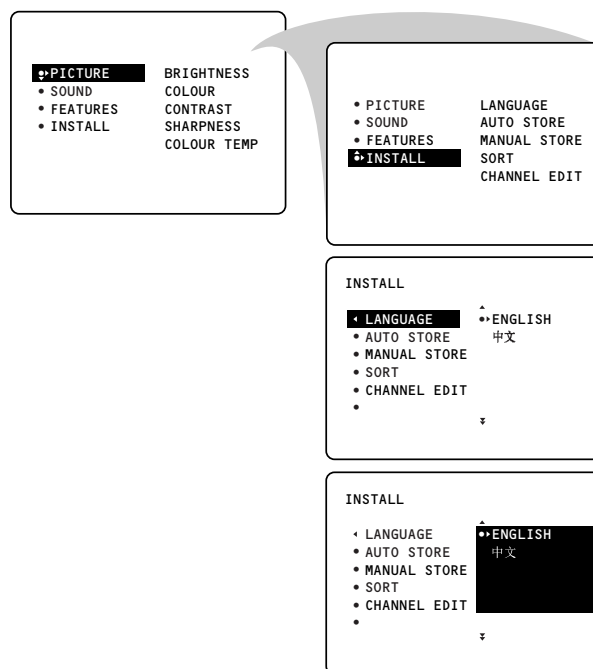 PICTURE BRIGHTNESS
SOUND COLOUR
FEATURES CONTRAST
INSTALL SHARPNESS
COLOUR TEMP
PICTURE LANGUAGE
SOUND AUTO STORE
FEATURES MANUAL STORE
INSTALL SORT
CHANNEL EDIT
INSTALL
LANGUAGE ENGLISH
AUTO STORE 中文
MANUAL STORE
SORT
CHANNEL EDIT
INSTALL
LANGUAGE ENGLISH
AUTO STORE 中文
MANUAL STORE
SORT
CHANNEL EDIT